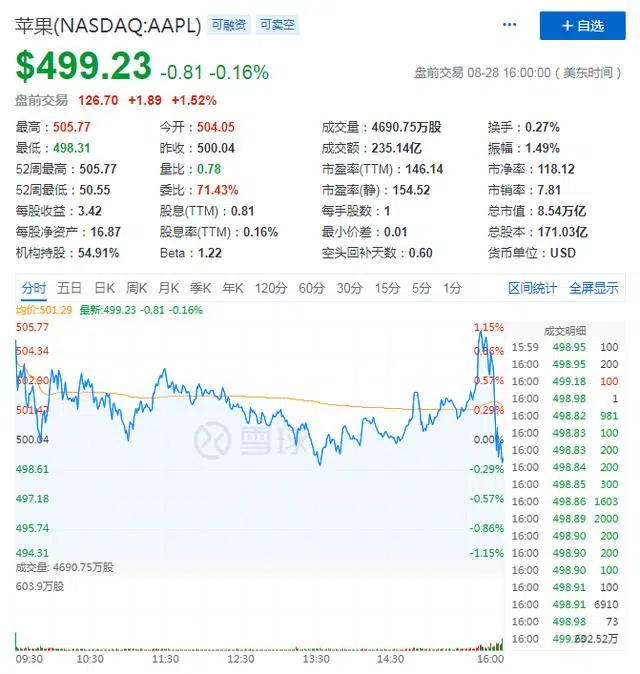 苹果(NASDAQ:AAPL) 可融资 可卖空 ••• +自选
$499.23 -0.81 -0.16% 盘前交易 08-28 16:00:00（美东时间）
盘前交易 126.70 +1.89 +1.52%
最高：505.77 今开：504.05 成交量：4690.75万股 换手：0.27%
最低：498.31 昨收：500.04 成交额：235.14亿 振幅：1.49%
52周最高：505.77 量比：0.78 市盈率(TTM)：146.14 市净率：118.12
52周最低：50.55 委比：71.43% 市盈率(静)：154.52 市销率：7.81
每股收益：3.42 股息(TTM)：0.81 每手股数：1 总市值：8.54万亿
每股净资产：16.87 股息率(TTM)：0.16% 最小价差：0.01 总股本：171.03亿
机构持股：54.91% Beta：1.22 空头回补天数：0.60 货币单位：USD
分时 五日 日K 周K 月K 季K 年K 120分 60分 30分 15分 5分 1分 区间统计 全屏显示
均价:501.29 最新:499.23 -0.81 -0.16%
505.77 1.15%
504.34 0.86%
502.90 0.57%
501.47 0.29%
500.04 0.00%
498.61 -0.29%
497.18 -0.57%
495.74 -0.86%
494.31 -1.15%
雪球
成交量: 4690.75万股
603.9万股
09:30 10:30 11:30 12:30 13:30 14:30 16:00
成交明细
15:59 498.95 100
16:00 498.95 200
16:00 499.18 100
16:00 498.98 1
16:00 498.82 981
16:00 498.83 100
16:00 498.83 200
16:00 498.84 200
16:00 498.85 300
16:00 498.86 1603
16:00 498.89 2000
16:00 498.90 200
16:00 498.90 200
16:00 498.90 100
16:00 498.91 100
16:00 498.91 6910
16:00 498.98 73
16:00